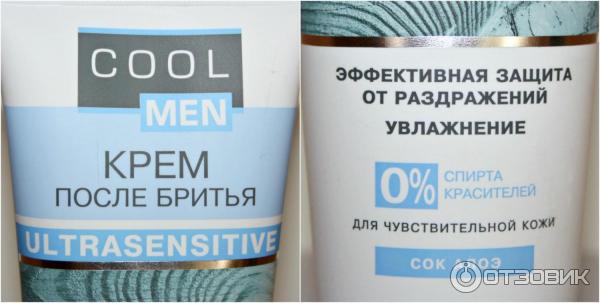 COOL
MEN
КРЕМ
ПОСЛЕ БРИТЬЯ
ULTRASENSITIVE
ЭФФЕКТИВНАЯ ЗАЩИТА
ОТ РАЗДРАЖЕНИЙ
УВЛАЖНЕНИЕ
0% СПИРТА
КРАСИТЕЛЕЙ
ДЛЯ ЧУВСТВИТЕЛЬНОЙ КОЖИ
СОК АЛОЭ
ОТЗОВИК